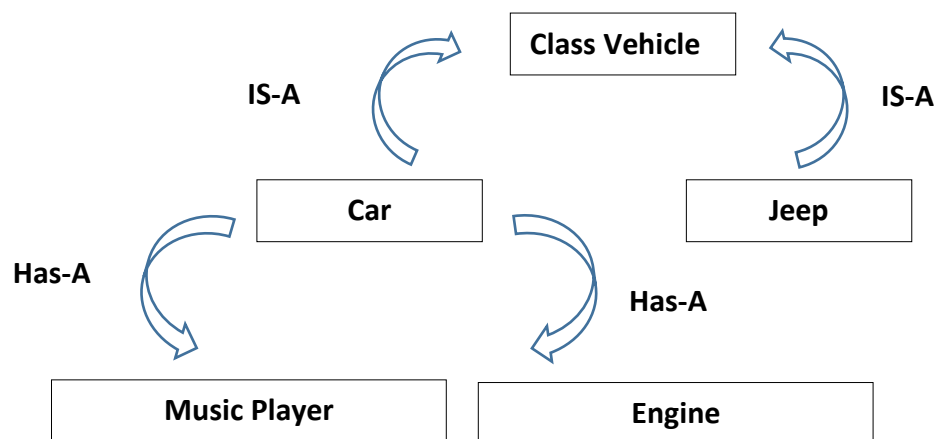 Class Vehicle
IS-A
IS-A
Car
Jeep
Has-A
Has-A
Music Player
Engine